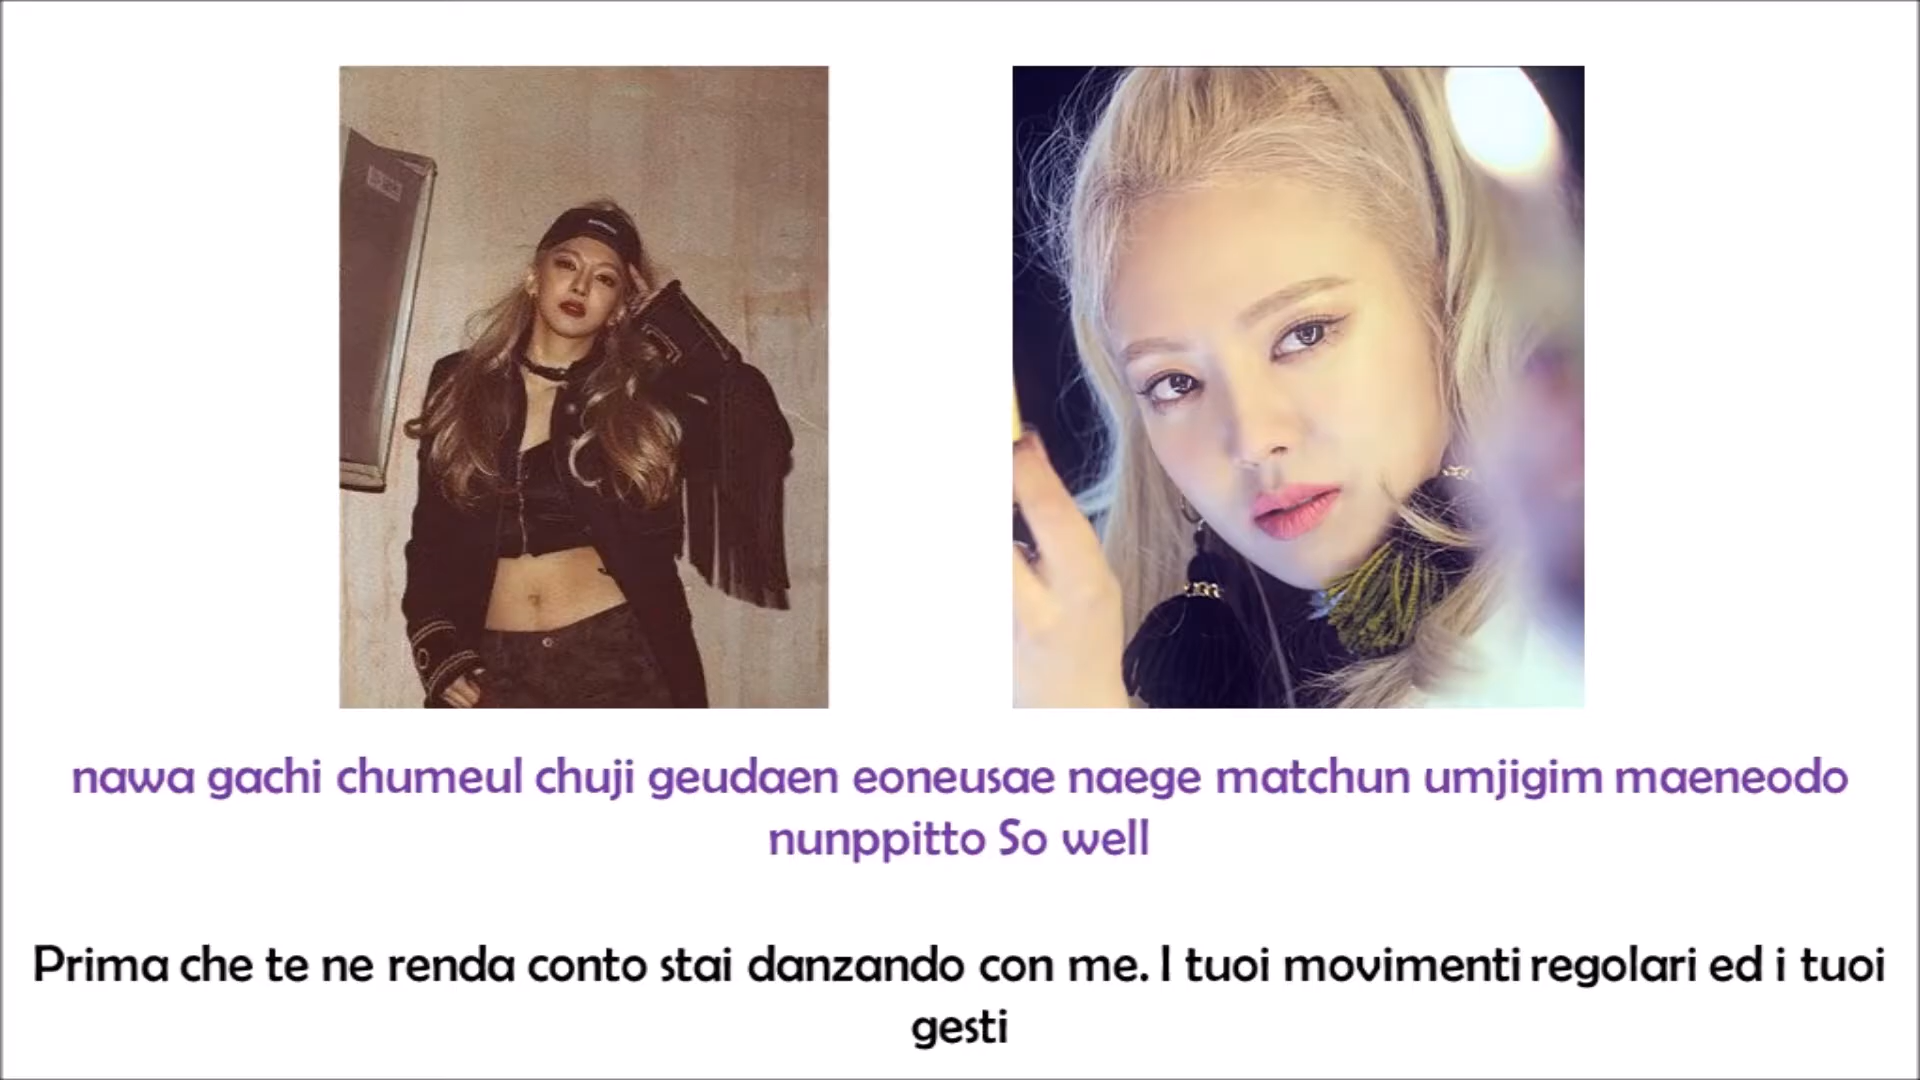 nawa gachi chumeul chuji geudaen eoneusae naege matchun umjigim maeneodo
nunppitto So well
Prima che te ne renda conto stai danzando con me. I tuoi movimenti regolari ed i tuoi
gesti